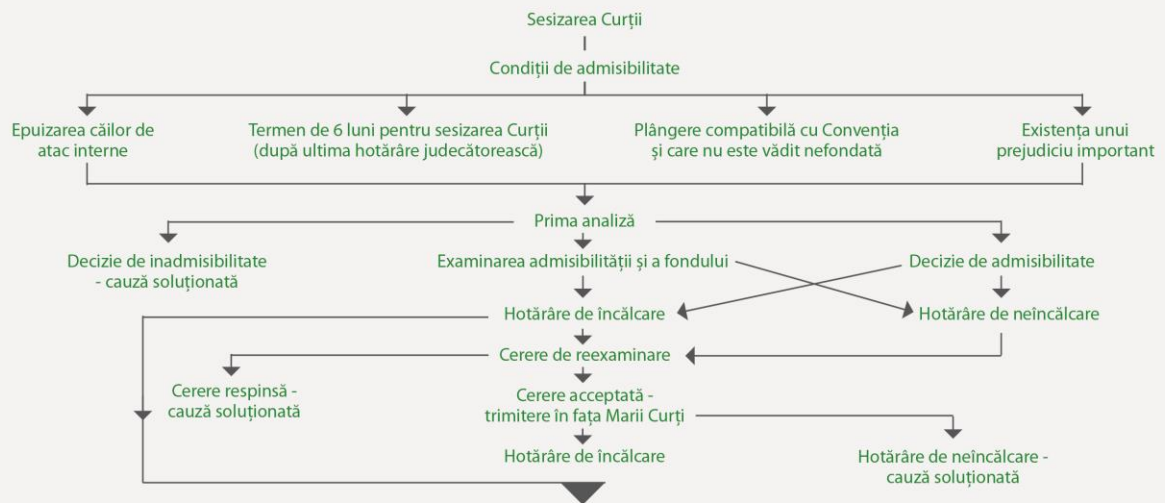 Sesizarea Curții
Condiții de admisibilitate
Epuizarea căilor de
atac interne
Termen de 6 luni pentru sesizarea Curții
(după ultima hotărâre judecătorească)
Plângere compatibilă cu Convenția
și care nu este vădit nefondată
Existența unui
prejudiciu important
Prima analiză
Decizie de inadmisibilitate
- cauză soluționată
Examinarea admisibilității și a fondului
Decizie de admisibilitate
Hotărâre de încălcare
Hotărâre de neîncălcare
Cerere de reexaminare
Cerere respinsă -
cauză soluționată
Cerere acceptată -
trimitere în fața Marii Curți
Hotărâre de încălcare
Hotărâre de neîncălcare -
cauză soluționată